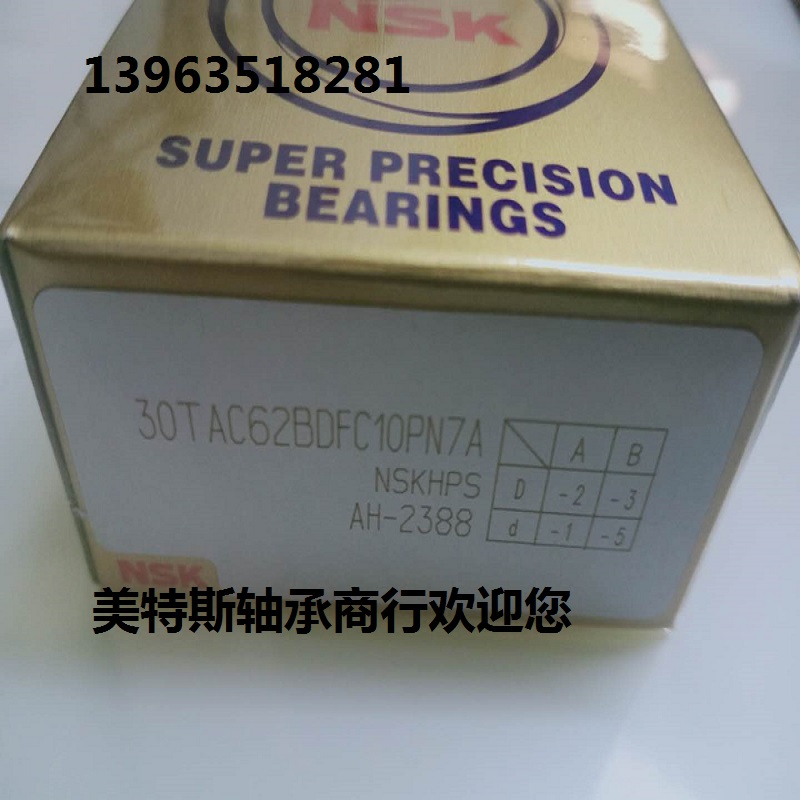 NSK
13963518281
SUPER PRECISION
BEARINGS
30TAC62BDFC10PN7A
NSKHPS
AH-2388
A B
D -2 -3
d -1 -5
NSK
美特斯轴承商行欢迎您